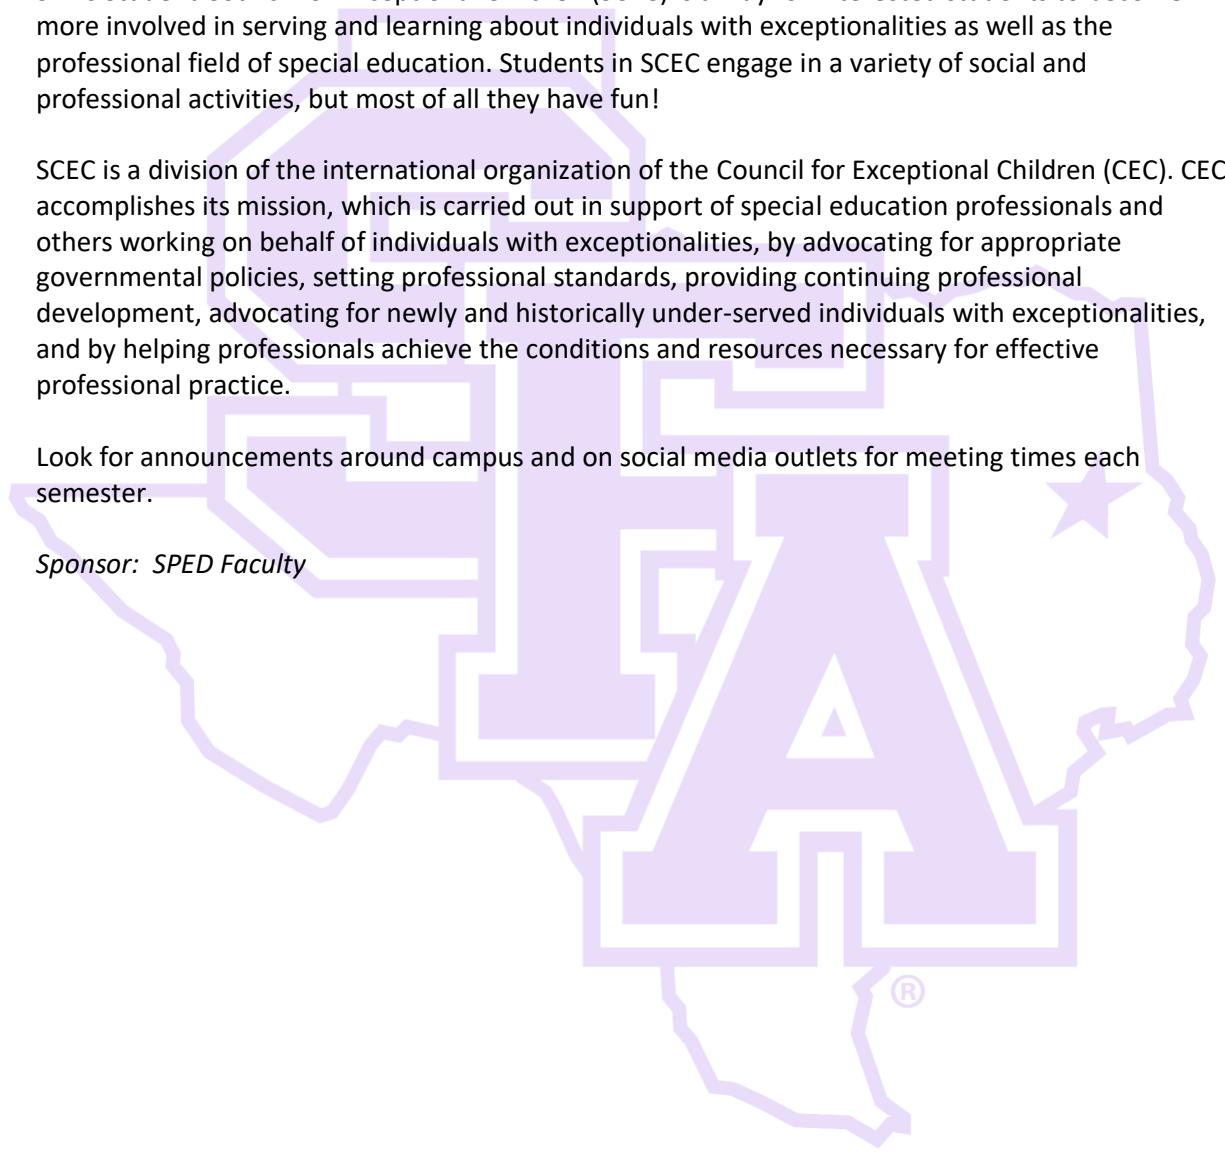 more involved in serving and learning about individuals with exceptionalities as well as the
professional field of special education. Students in SCEC engage in a variety of social and
professional activities, but most of all they have fun!
SCEC is a division of the international organization of the Council for Exceptional Children (CEC). CEC
accomplishes its mission, which is carried out in support of special education professionals and
others working on behalf of individuals with exceptionalities, by advocating for appropriate
governmental policies, setting professional standards, providing continuing professional
development, advocating for newly and historically under-served individuals with exceptionalities,
and by helping professionals achieve the conditions and resources necessary for effective
professional practice.
Look for announcements around campus and on social media outlets for meeting times each
semester.
Sponsor: SPED Faculty
SFA
®